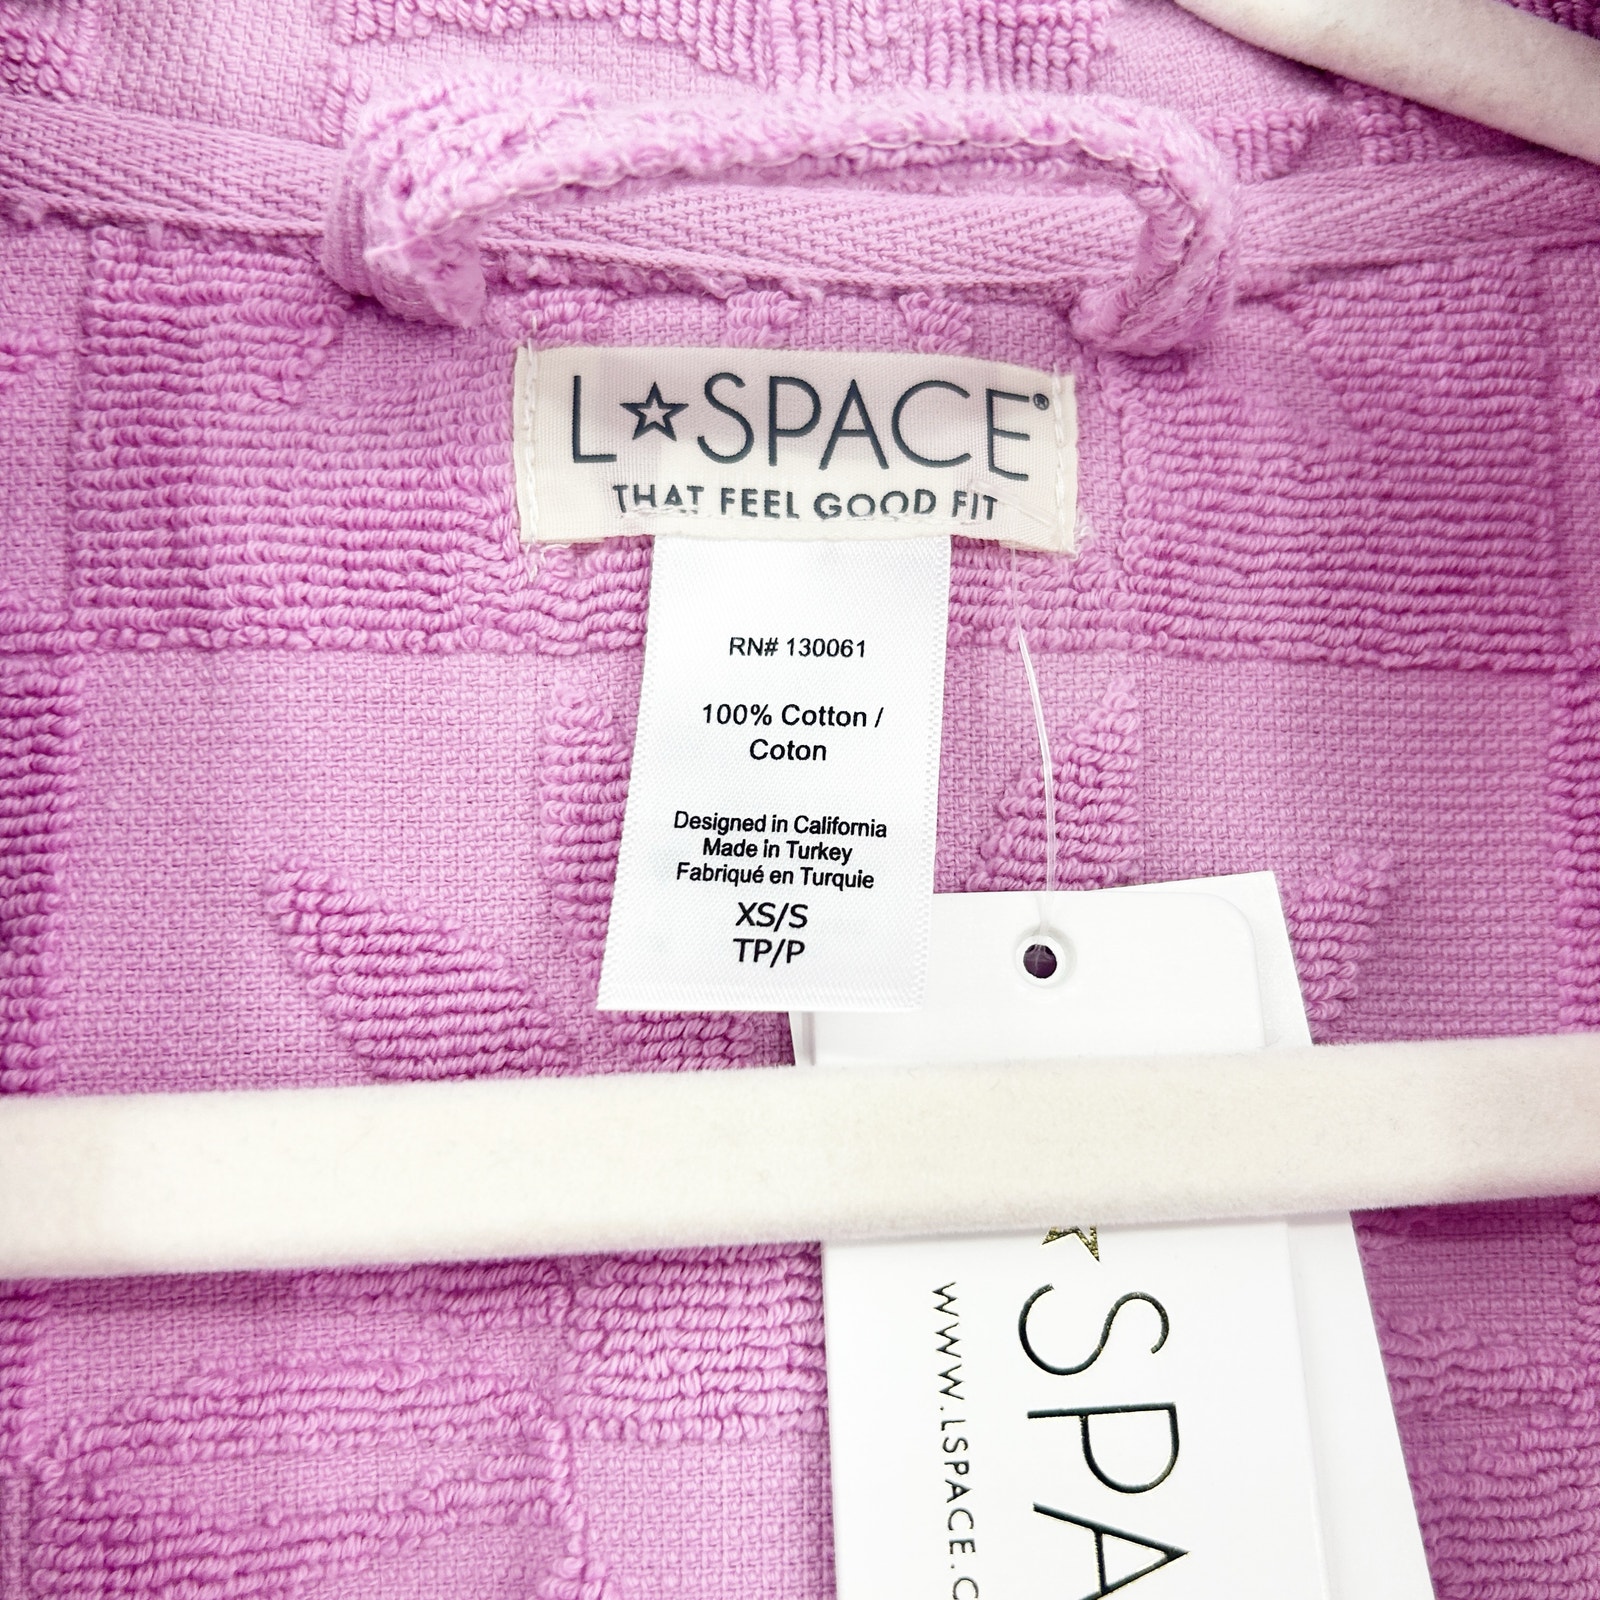 L☆SPACE®
THAT FEEL GOOD FIT
RN# 130061
100% Cotton /
Coton
Designed in California
Made in Turkey
Fabriqué en Turquie
XS/S
TP/P
★SPA
WWW.LSPACE.C